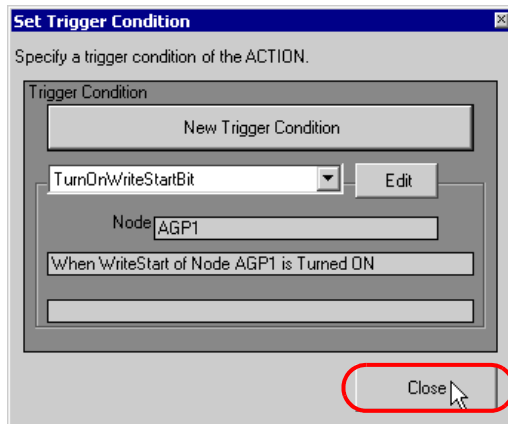 Set Trigger Condition
Specify a trigger condition of the ACTION.
Trigger Condition
New Trigger Condition
TurnOnWriteStartBit Edit
Node AGP1
When WriteStart of Node AGP1 is Turned ON
Close